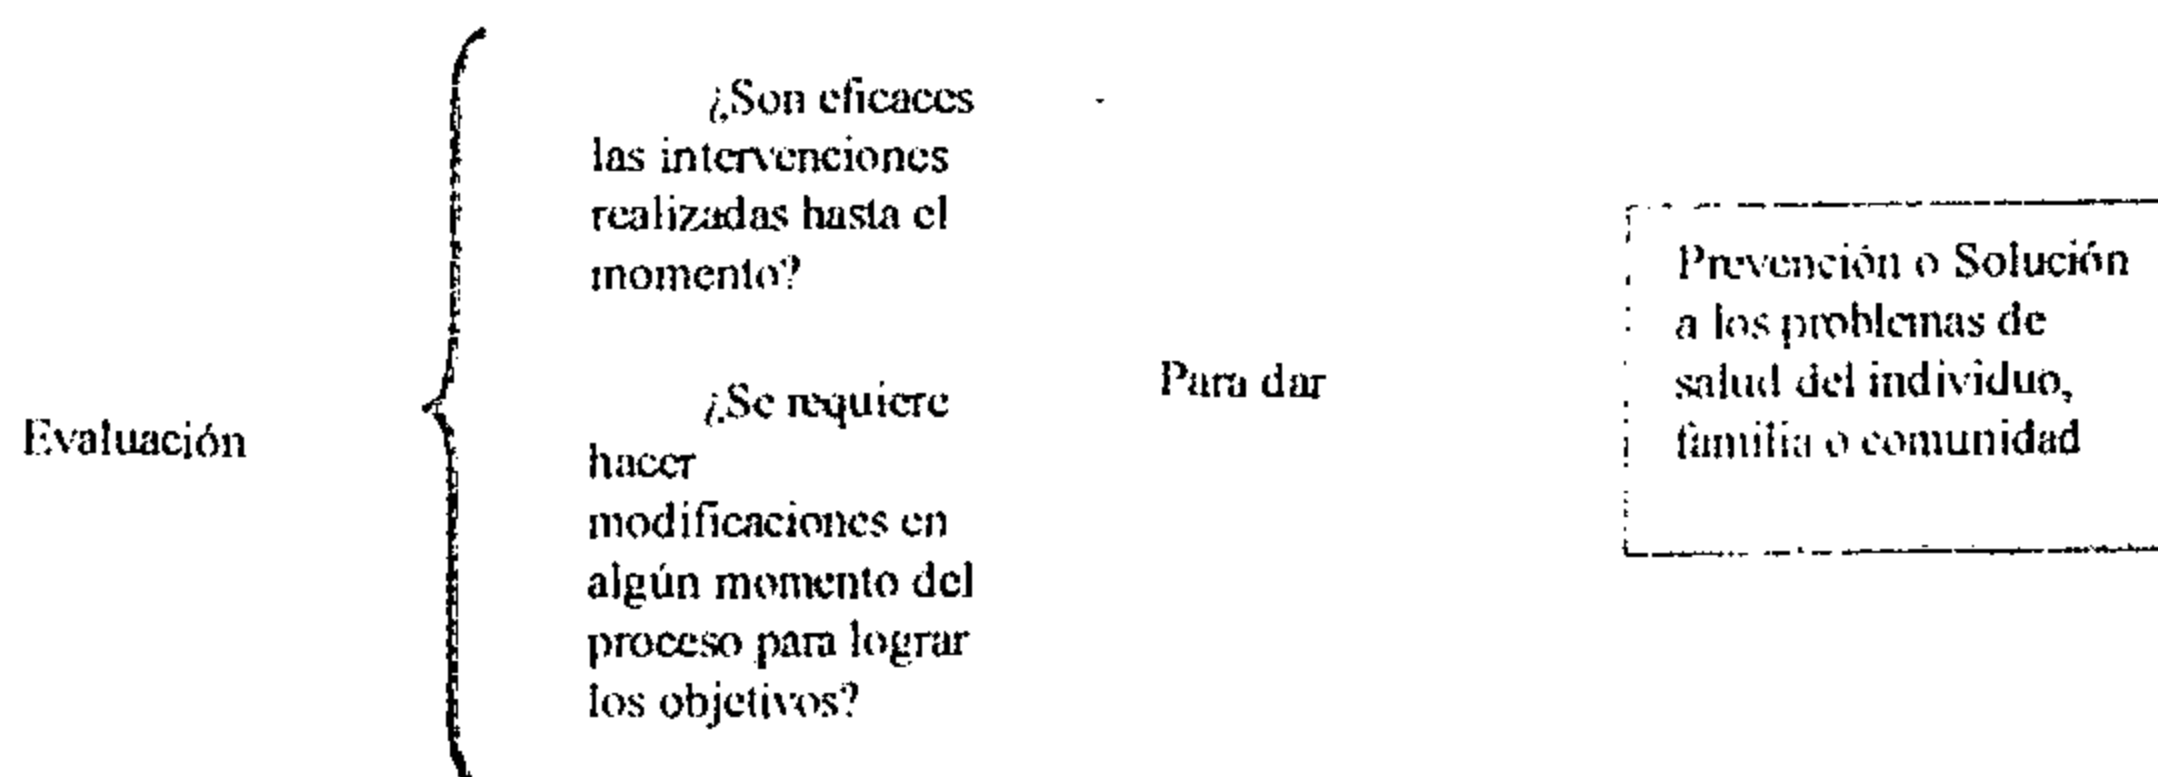 Evaluación
¿Son eficaces
las intervenciones
realizadas hasta el
momento?
¿Se requiere
hacer
modificaciones en
algún momento del
proceso para lograr
los objetivos?
Para dar
Prevención o Solución
a los problemas de
salud del individuo,
familia o comunidad